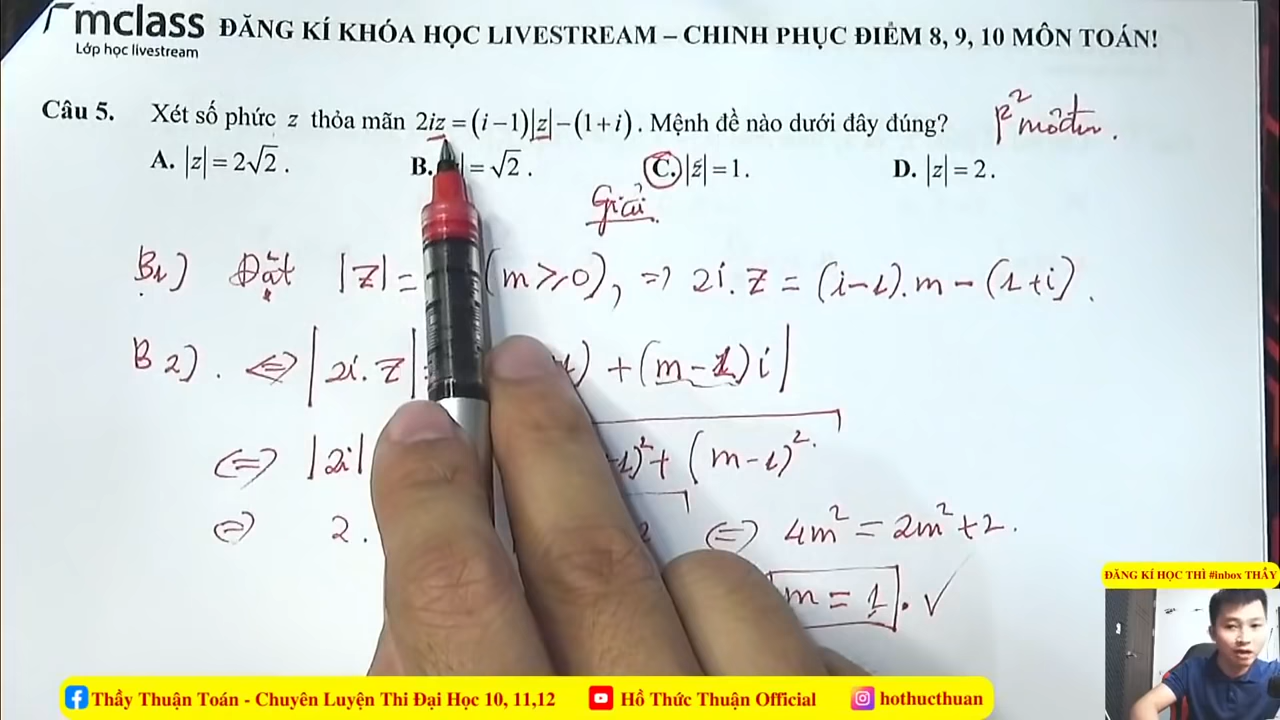 mclass
Lớp học livestream
ĐĂNG KÍ KHÓA HỌC LIVESTREAM – CHINH PHỤC ĐIỂM 8, 9, 10 MÔN TOÁN!
Câu 5. Xét số phức z thỏa mãn 2iz = (i−1)|z| − (1+i). Mệnh đề nào dưới đây đúng?
p² môđun.
A. |z| = 2√2. B. | = √2. C. |z| = 1. D. |z| = 2.
Giải
B1) Đặt |z| = (m ≥ 0), ⇒ 2i.z = (i−1).m − (1+i).
B2). ⇔ |2i.z| ) + (m−1)i|
⇔ |2i| )² + (m−1)².
⇔ 2. ⇔ 4m² = 2m² + 2.
m = 1. ✓
ĐĂNG KÍ HỌC THÌ #inbox THẦY
Thầy Thuận Toán - Chuyên Luyện Thi Đại Học 10, 11,12 Hồ Thức Thuận Official hothucthuan